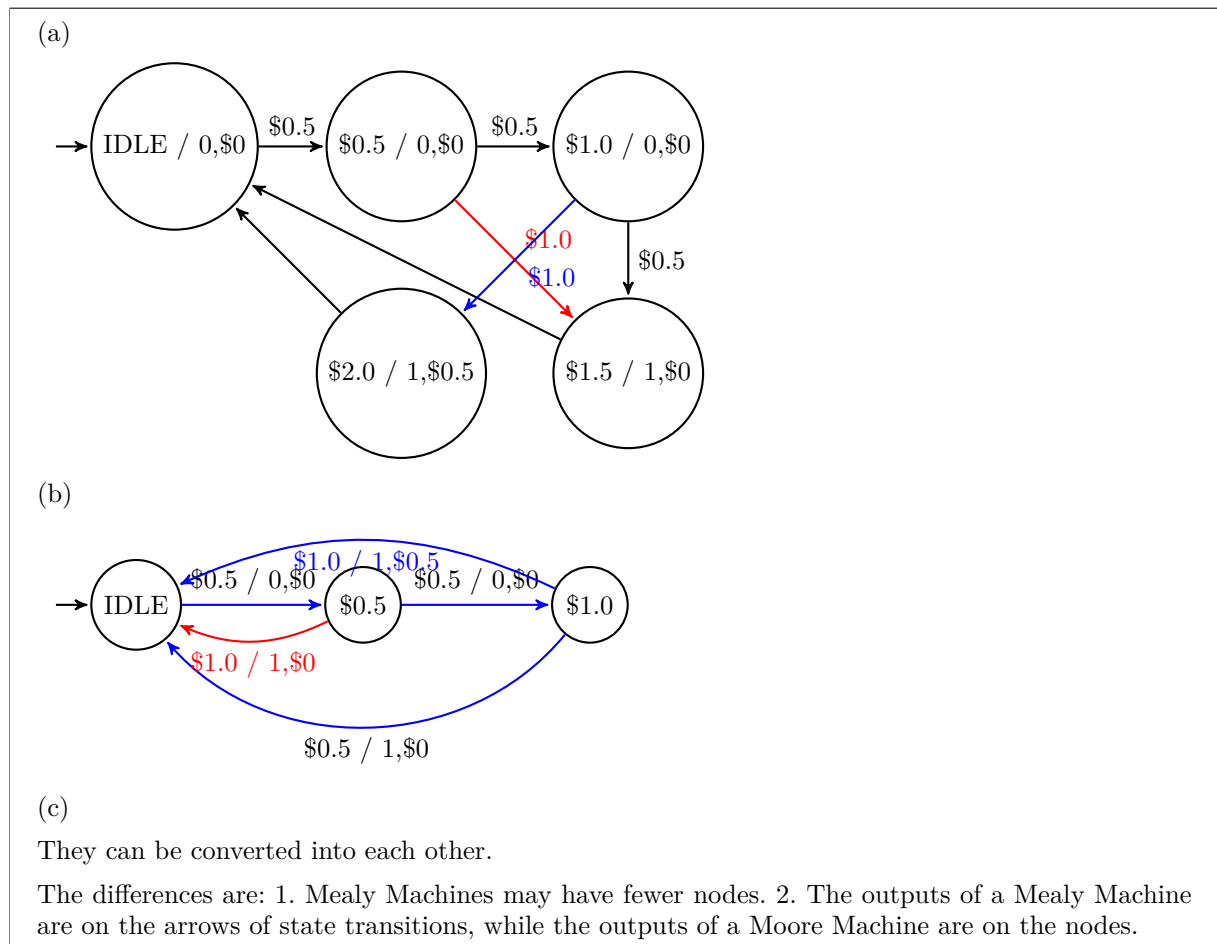 (a)
$0.5 $0.5
IDLE / 0,$0 $0.5 / 0,$0 $1.0 / 0,$0
$1.0
$0.5
$1.0
$2.0 / 1,$0.5 $1.5 / 1,$0
(b)
$1.0 / 1,$0.5
$0.5 / 0,$0 $0.5 / 0,$0
IDLE $0.5 $1.0
$1.0 / 1,$0
$0.5 / 1,$0
(c)
They can be converted into each other.
The differences are: 1. Mealy Machines may have fewer nodes. 2. The outputs of a Mealy Machine
are on the arrows of state transitions, while the outputs of a Moore Machine are on the nodes.